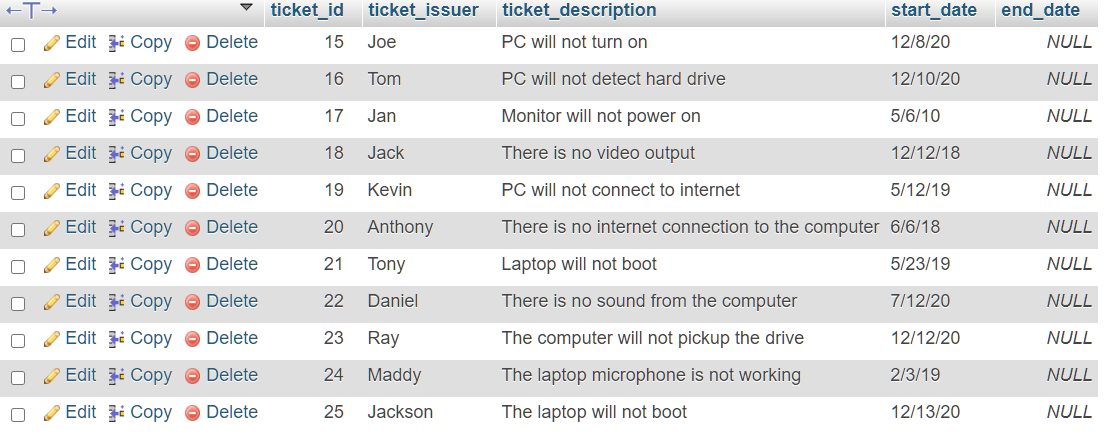 ←T→ ticket_id ticket_issuer ticket_description start_date end_date
Edit Copy Delete 15 Joe PC will not turn on 12/8/20 NULL
Edit Copy Delete 16 Tom PC will not detect hard drive 12/10/20 NULL
Edit Copy Delete 17 Jan Monitor will not power on 5/6/10 NULL
Edit Copy Delete 18 Jack There is no video output 12/12/18 NULL
Edit Copy Delete 19 Kevin PC will not connect to internet 5/12/19 NULL
Edit Copy Delete 20 Anthony There is no internet connection to the computer 6/6/18 NULL
Edit Copy Delete 21 Tony Laptop will not boot 5/23/19 NULL
Edit Copy Delete 22 Daniel There is no sound from the computer 7/12/20 NULL
Edit Copy Delete 23 Ray The computer will not pickup the drive 12/12/20 NULL
Edit Copy Delete 24 Maddy The laptop microphone is not working 2/3/19 NULL
Edit Copy Delete 25 Jackson The laptop will not boot 12/13/20 NULL